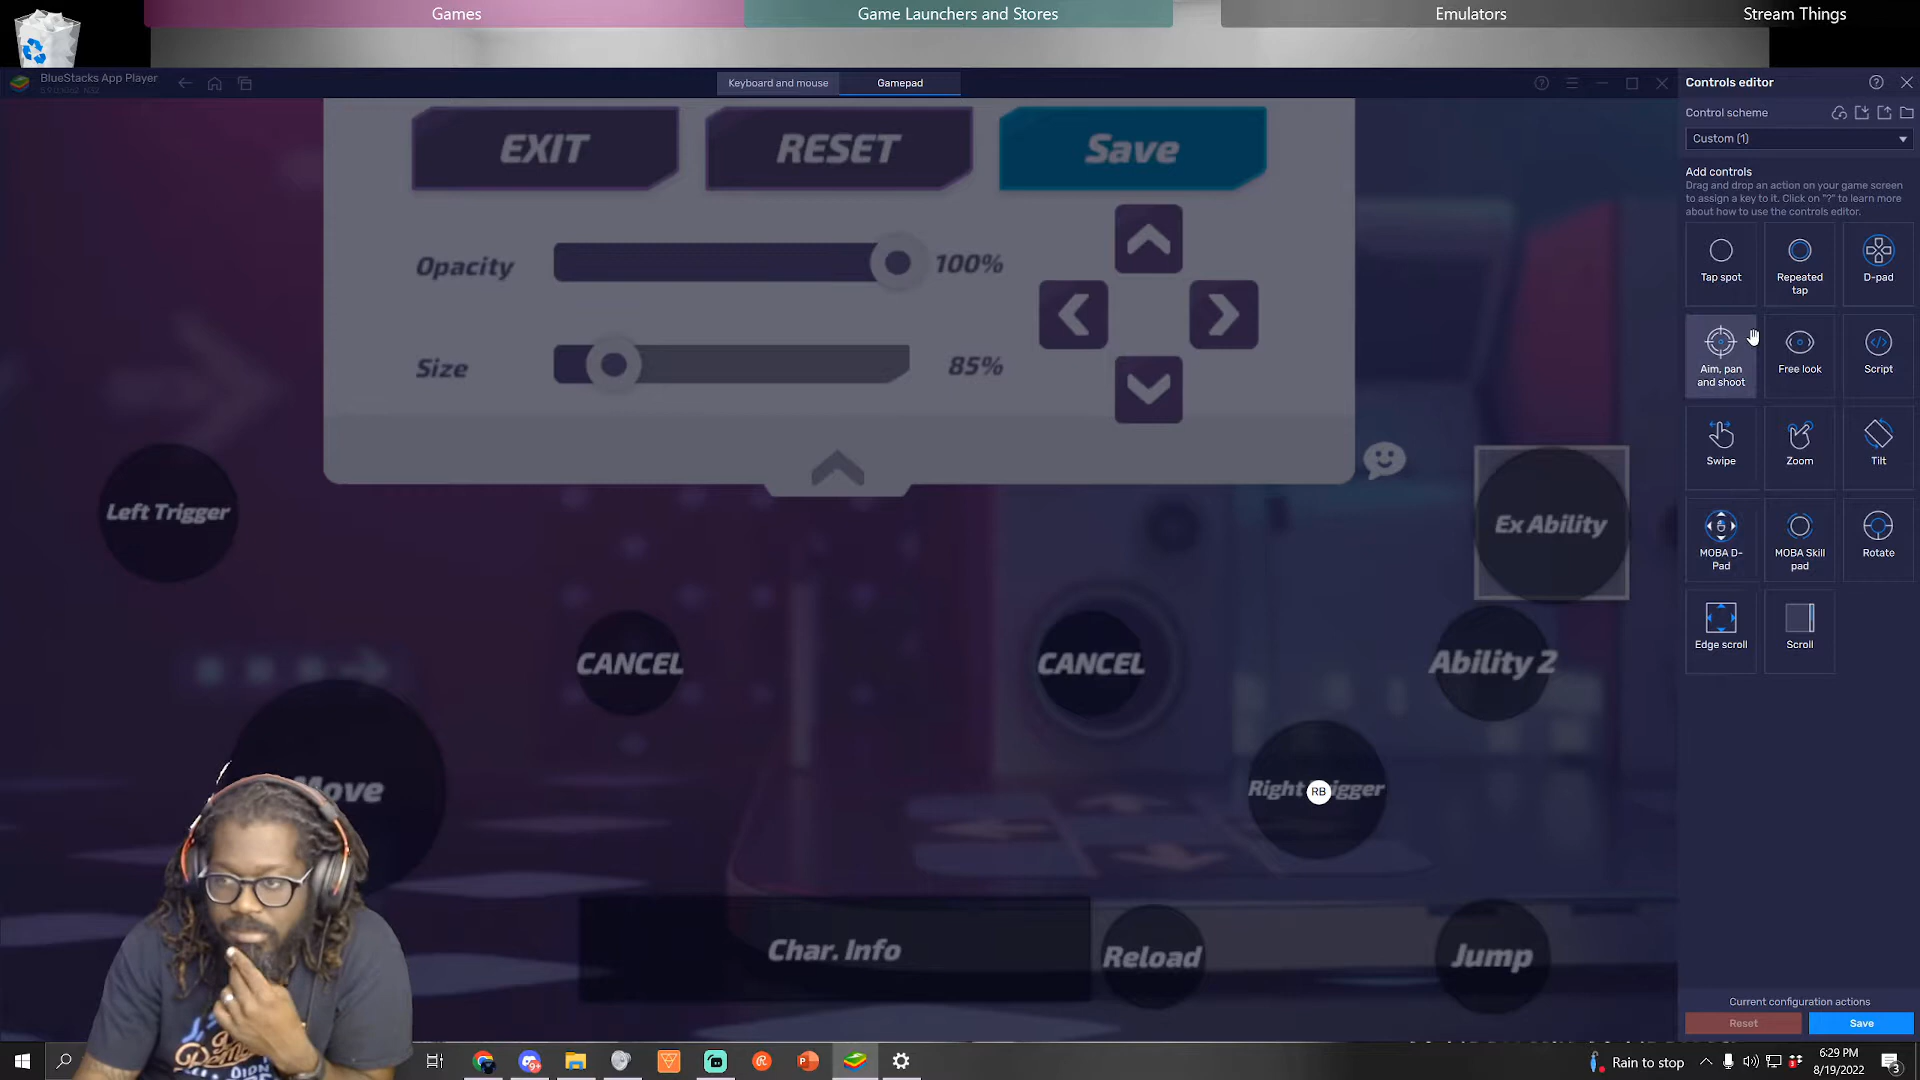 Games
Game Launchers and Stores
Emulators
Stream Things
BlueStacks App Player
Keyboard and mouse
Gamepad
Controls editor
Control scheme
Custom (1)
Add controls
Drag and drop an action on your game screen
to assign a key to it. Click on "?" to learn more
about how to use the controls editor.
Tap spot
Repeated
tap
D-pad
Aim, pan
and shoot
Free look
Script
Swipe
Zoom
Tilt
MOBA D-
Pad
MOBA Skill
pad
Rotate
Edge scroll
Scroll
EXIT
RESET
Save
Opacity
100%
Size
85%
Left Trigger
Ex Ability
CANCEL
CANCEL
Ability 2
Move
Right Trigger
RB
Char. Info
Reload
Jump
Current configuration actions
Reset
Save
9+
Rain to stop
6:29 PM
8/19/2022
3